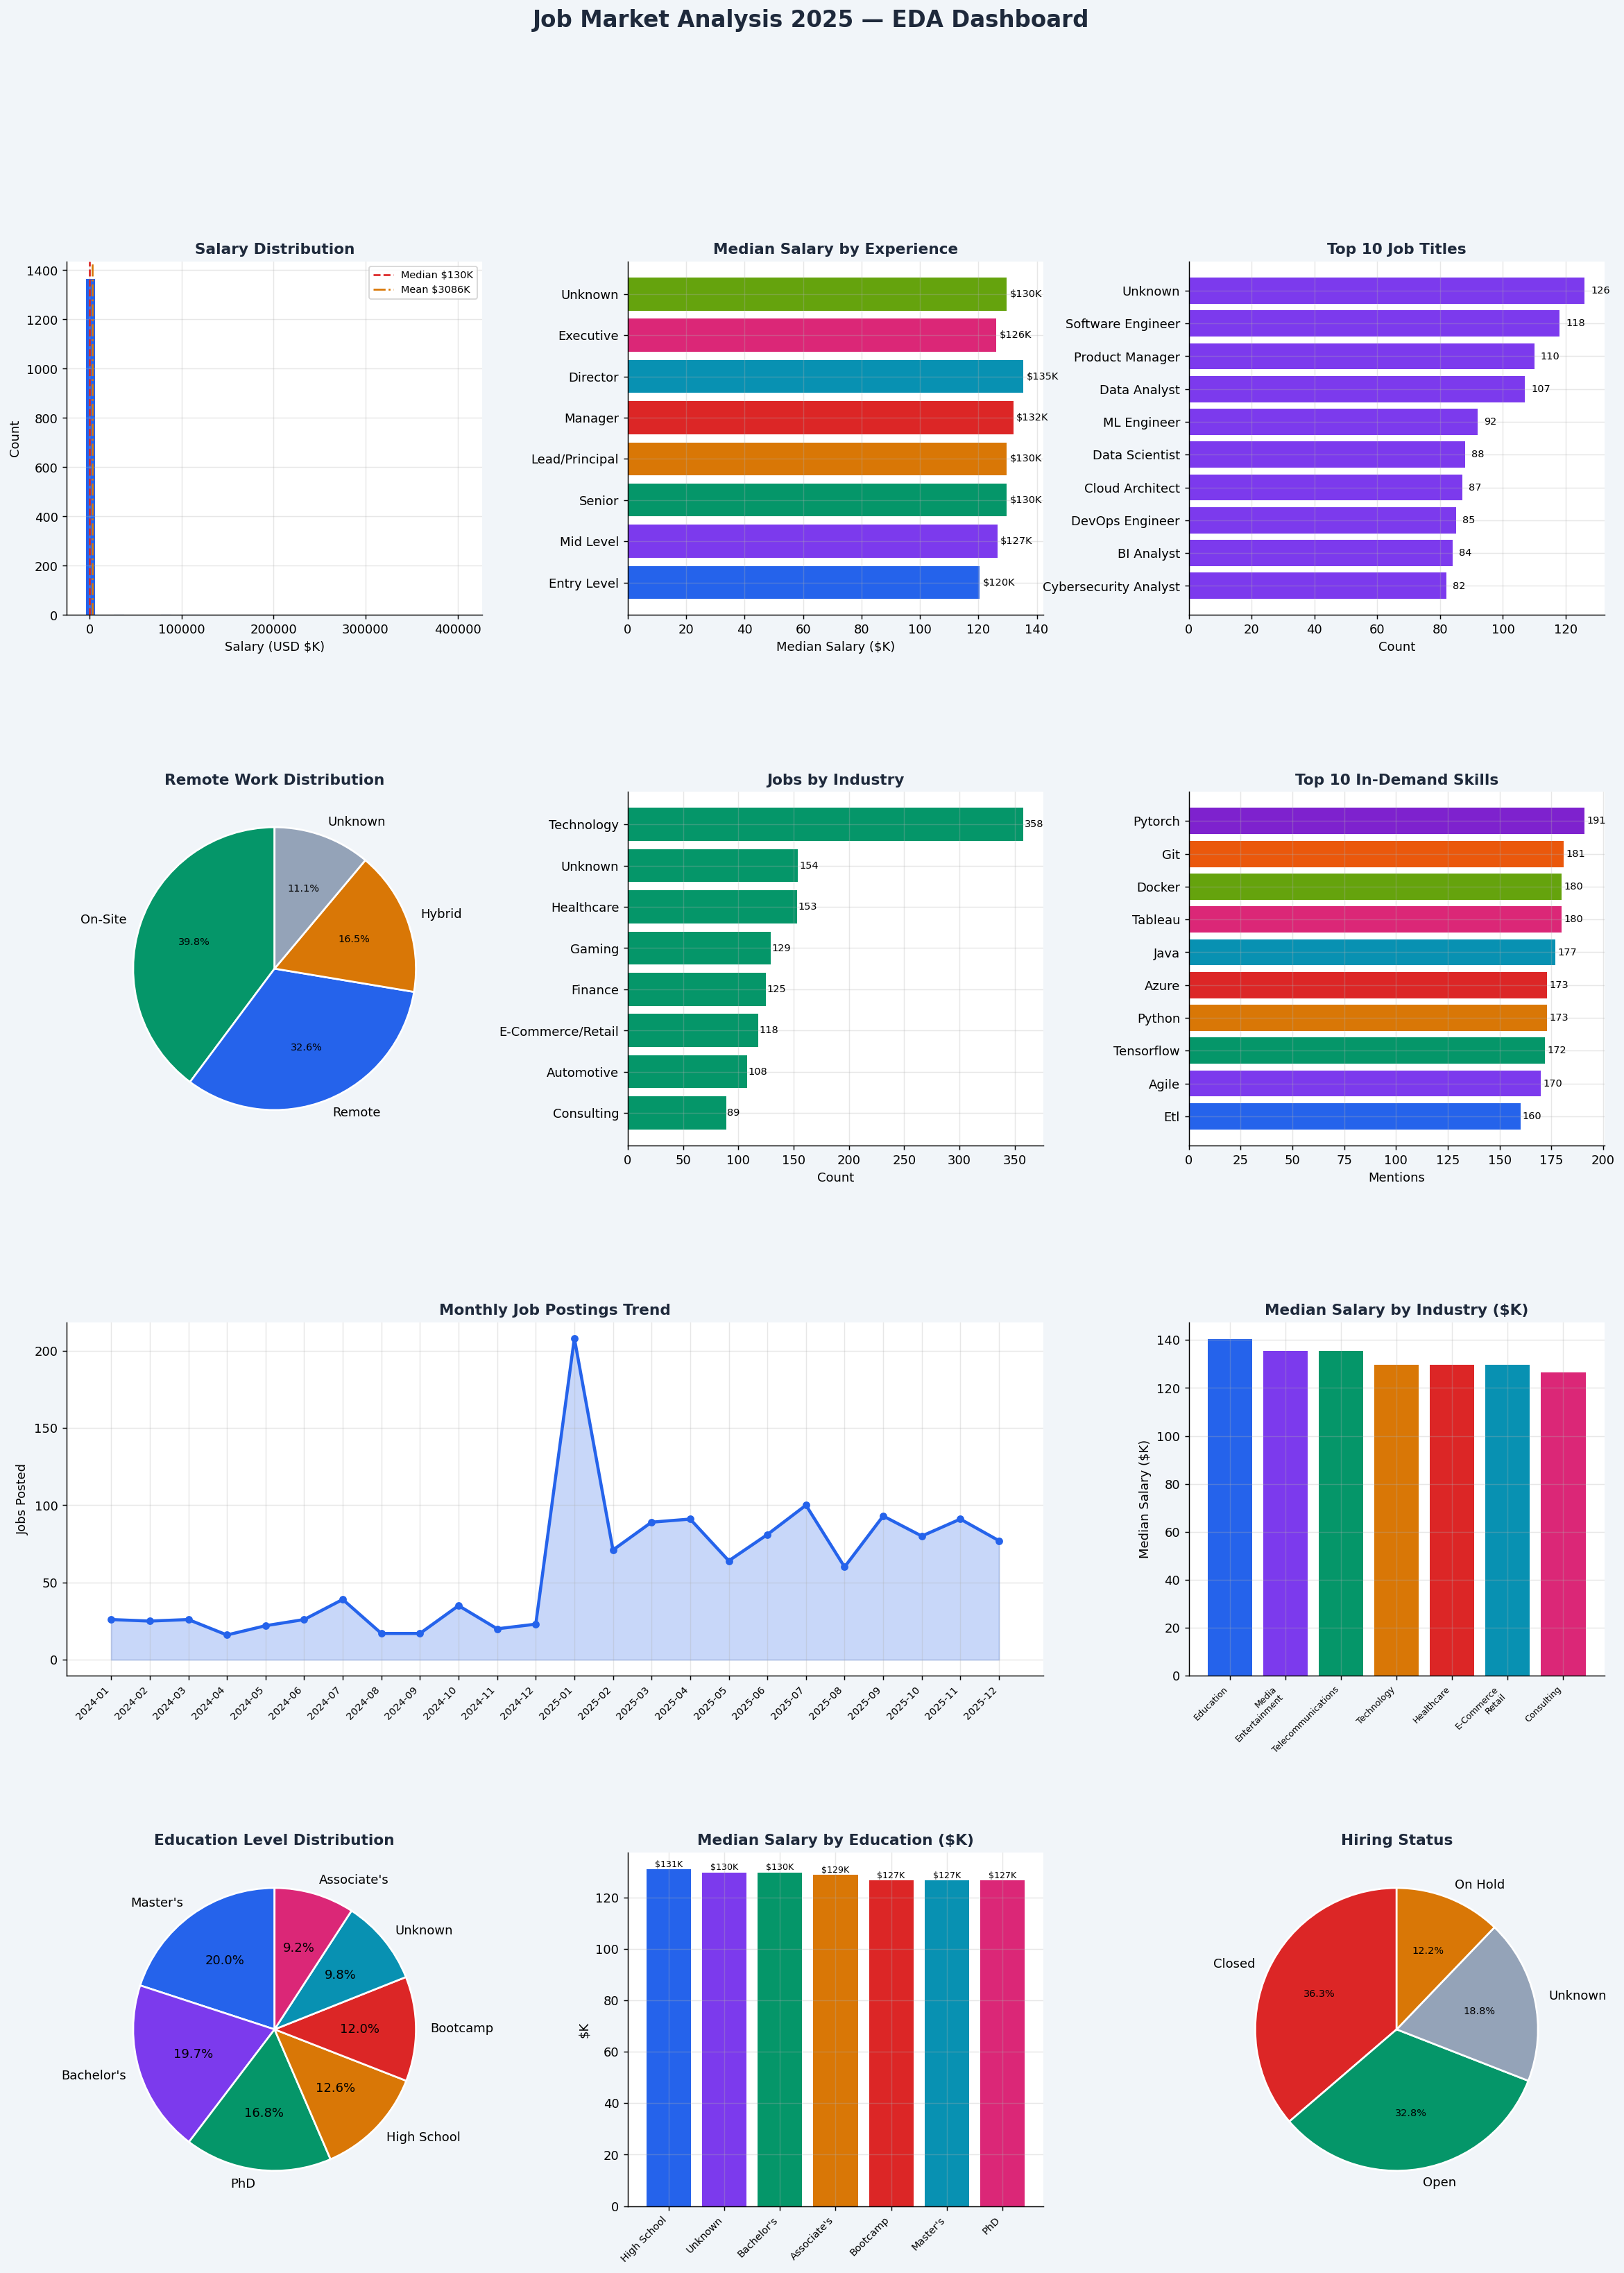 Job Market Analysis 2025 — EDA Dashboard
Salary Distribution
1400
1200
1000
800
600
400
200
0
Count
Median $130K
Mean $3086K
0 100000 200000 300000 400000
Salary (USD $K)
Median Salary by Experience
Unknown $130K
Executive $126K
Director $135K
Manager $132K
Lead/Principal $130K
Senior $130K
Mid Level $127K
Entry Level $120K
0 20 40 60 80 100 120 140
Median Salary ($K)
Top 10 Job Titles
Unknown 126
Software Engineer 118
Product Manager 110
Data Analyst 107
ML Engineer 92
Data Scientist 88
Cloud Architect 87
DevOps Engineer 85
BI Analyst 84
Cybersecurity Analyst 82
0 20 40 60 80 100 120
Count
Remote Work Distribution
Unknown
11.1%
Hybrid
16.5%
On-Site
39.8%
32.6%
Remote
Jobs by Industry
Technology 358
Unknown 154
Healthcare 153
Gaming 129
Finance 125
E-Commerce/Retail 118
Automotive 108
Consulting 89
0 50 100 150 200 250 300 350
Count
Top 10 In-Demand Skills
Pytorch 191
Git 181
Docker 180
Tableau 180
Java 177
Azure 173
Python 173
Tensorflow 172
Agile 170
Etl 160
0 25 50 75 100 125 150 175 200
Mentions
Monthly Job Postings Trend
200
150
100
50
0
Jobs Posted
2024-01 2024-02 2024-03 2024-04 2024-05 2024-06 2024-07 2024-08 2024-09 2024-10 2024-11 2024-12 2025-01 2025-02 2025-03 2025-04 2025-05 2025-06 2025-07 2025-08 2025-09 2025-10 2025-11 2025-12
Median Salary by Industry ($K)
140
120
100
80
60
40
20
0
Median Salary ($K)
Education
Media
Entertainment
Telecommunications
Technology
Healthcare
E-Commerce
Retail
Consulting
Education Level Distribution
Associate's
9.2%
Master's
20.0%
Unknown
9.8%
Bootcamp
12.0%
Bachelor's
19.7%
12.6%
High School
16.8%
PhD
Median Salary by Education ($K)
$131K $130K $130K $129K $127K $127K $127K
120
100
80
60
40
20
0
$K
High School Unknown Bachelor's Associate's Bootcamp Master's PhD
Hiring Status
On Hold
12.2%
Closed
36.3%
Unknown
18.8%
32.8%
Open